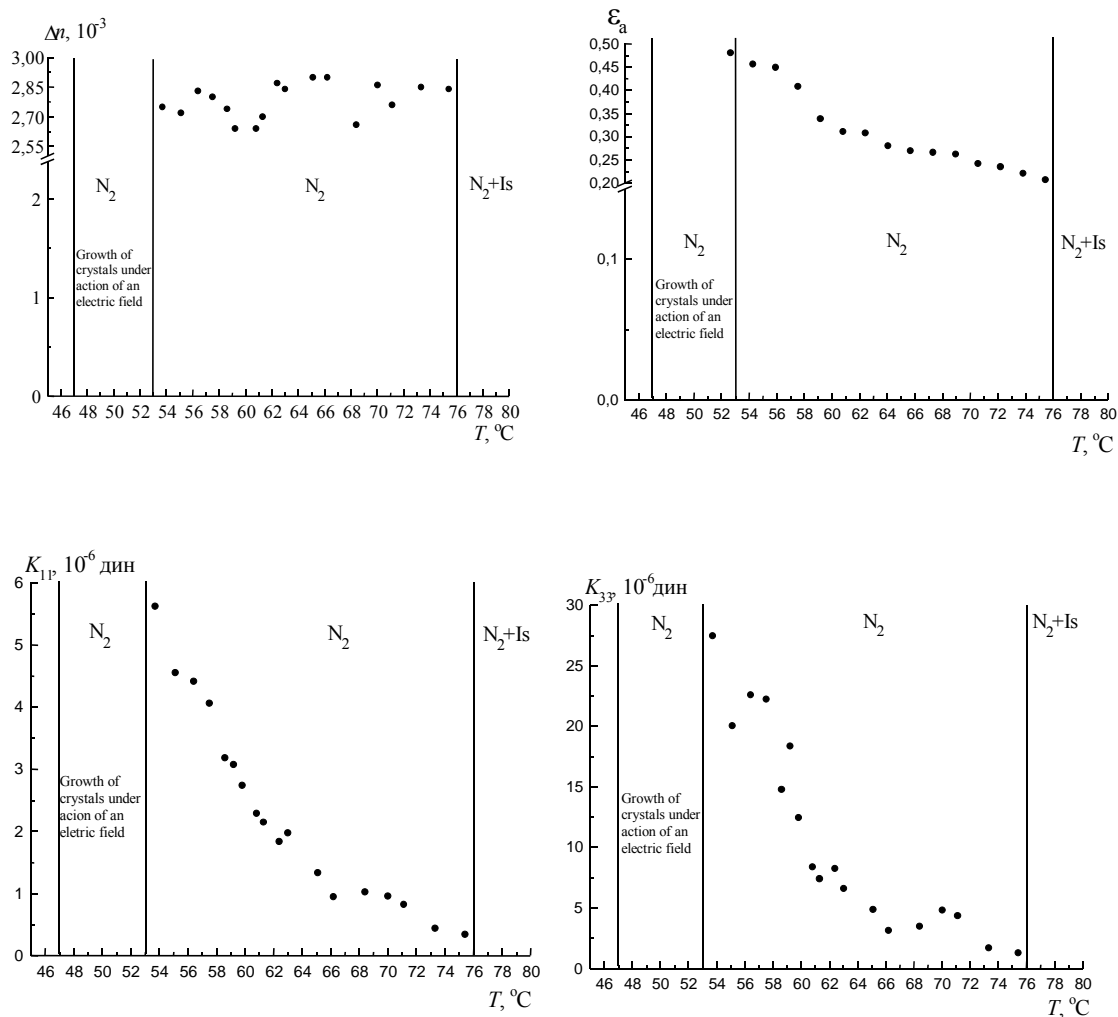 Δn, 10⁻³
3,00
2,85
2,70
2,55
2
1
0
N₂
N₂
N₂+Is
Growth of
crystals under
action of an
electric field
46 48 50 52 54 56 58 60 62 64 66 68 70 72 74 76 78 80
T, °C
εₐ
0,50
0,45
0,40
0,35
0,30
0,25
0,20
0,1
0,0
N₂
N₂
N₂+Is
Growth of
crystals under
action of an
electric field
46 48 50 52 54 56 58 60 62 64 66 68 70 72 74 76 78 80
T, °C
K₁₁, 10⁻⁶ дин
6
5
4
3
2
1
0
N₂
N₂
N₂+Is
Growth of
crystals under
acion of an
eletric field
46 48 50 52 54 56 58 60 62 64 66 68 70 72 74 76 78 80
T, °C
K₃₃, 10⁻⁶дин
30
25
20
15
10
5
0
N₂
N₂
N₂+Is
Growth of
crystals under
action of an
electric field
46 48 50 52 54 56 58 60 62 64 66 68 70 72 74 76 78 80
T, °C